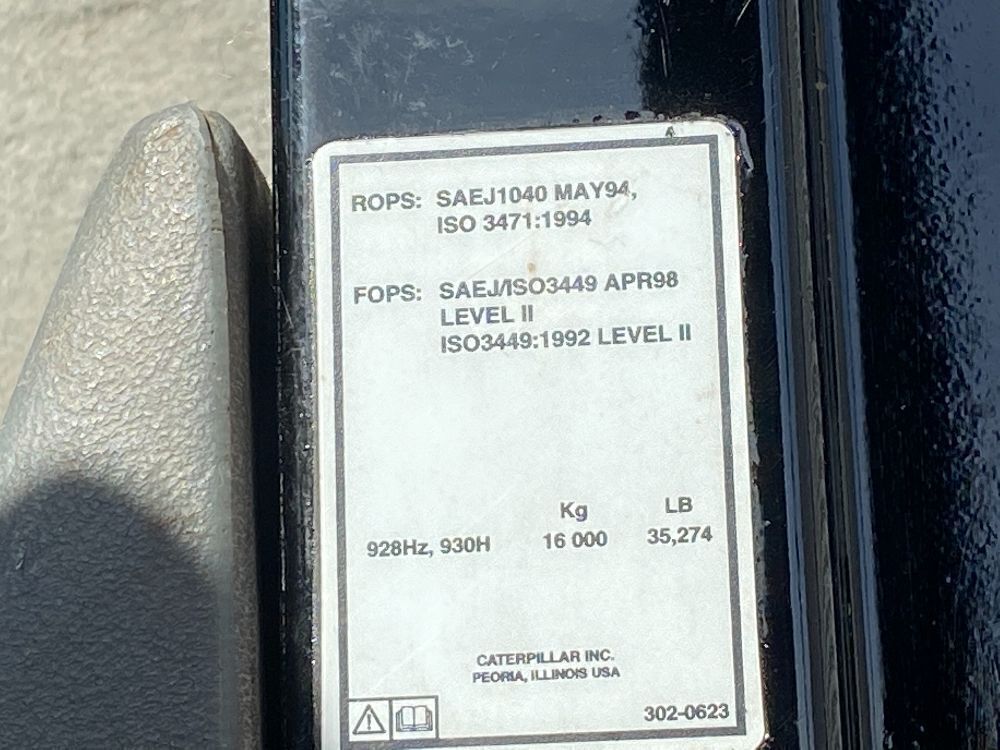 ROPS: SAEJ1040 MAY94,
ISO 3471:1994
FOPS: SAEJ/ISO3449 APR98
LEVEL II
ISO3449:1992 LEVEL II
Kg LB
928Hz, 930H 16 000 35,274
CATERPILLAR INC.
PEORIA, ILLINOIS USA
302-0623